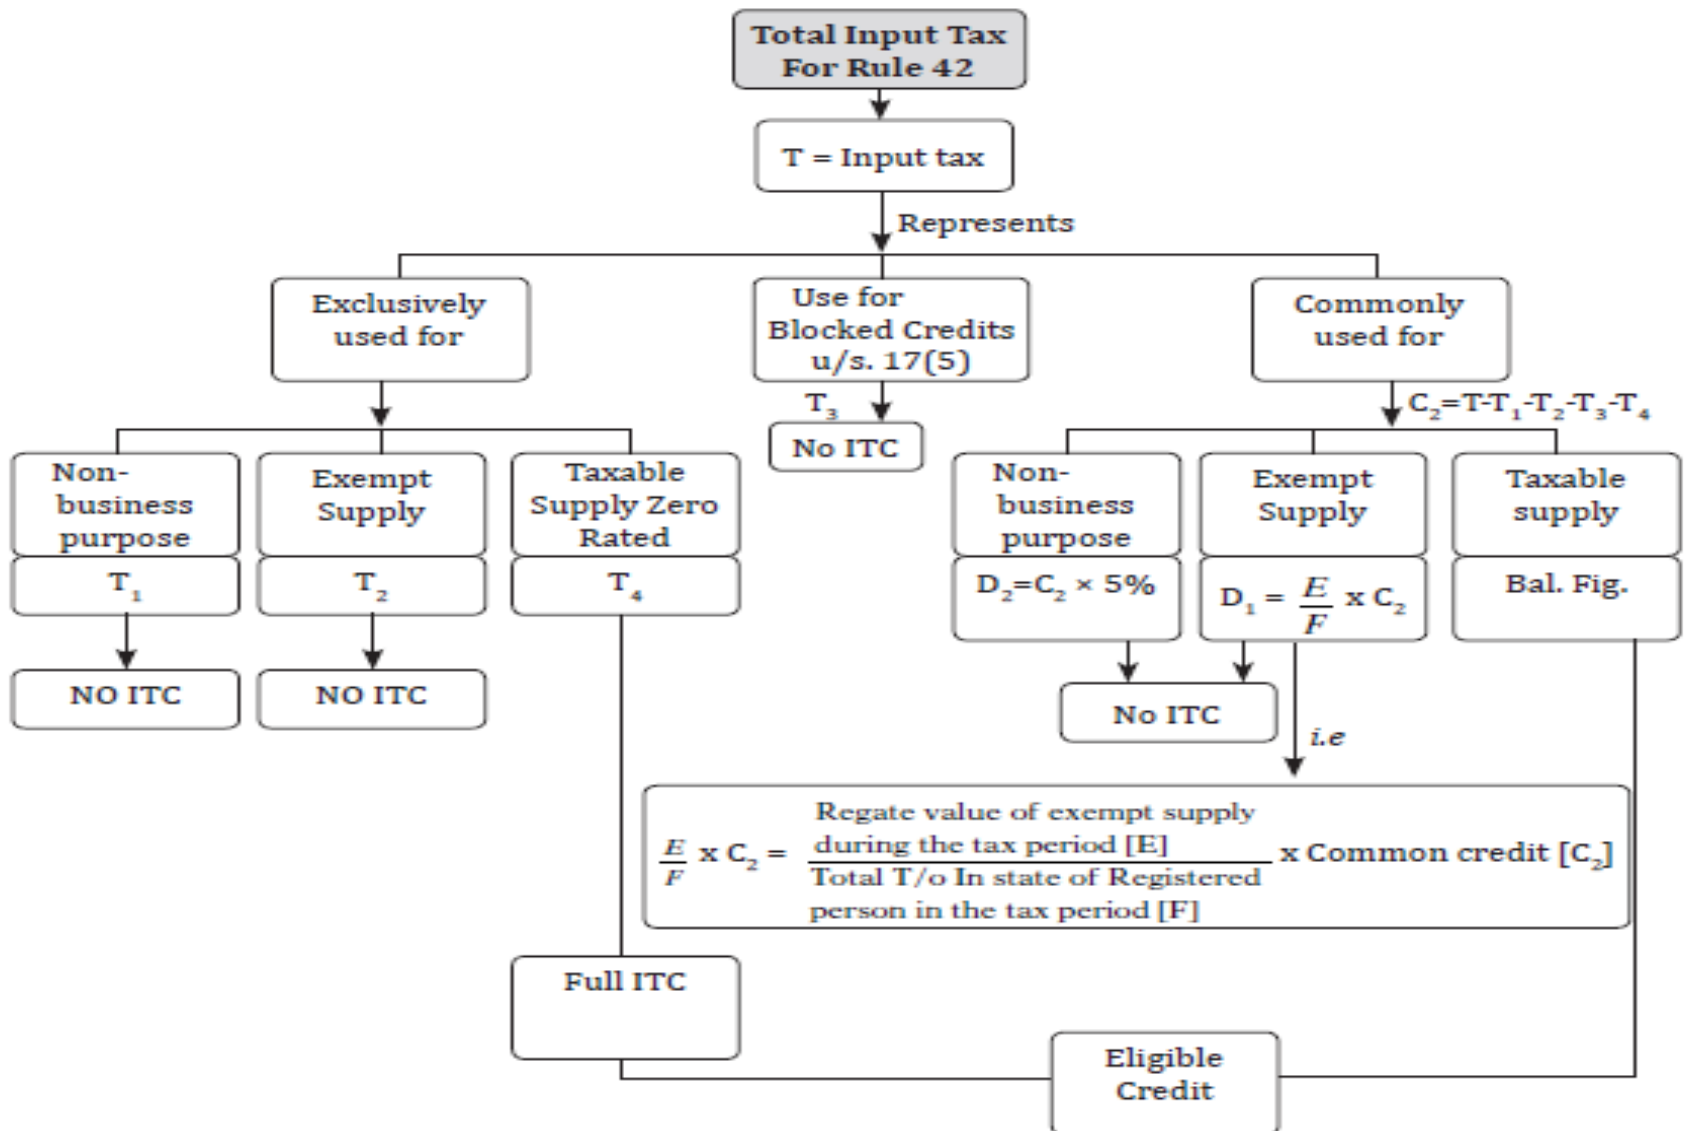 Total Input Tax
For Rule 42
T = Input tax
Represents
Exclusively
used for
Use for
Blocked Credits
u/s. 17(5)
Commonly
used for
T₃
C₂=T-T₁-T₂-T₃-T₄
No ITC
Non-
business
purpose
Exempt
Supply
Taxable
Supply Zero
Rated
Non-
business
purpose
Exempt
Supply
Taxable
supply
T₁
T₂
T₄
D₂=C₂ × 5%
D₁ = E/F x C₂
Bal. Fig.
NO ITC
NO ITC
No ITC
i.e
Regate value of exempt supply
during the tax period [E]
E/F x C₂ = x Common credit [C₂]
Total T/o In state of Registered
person in the tax period [F]
Full ITC
Eligible
Credit